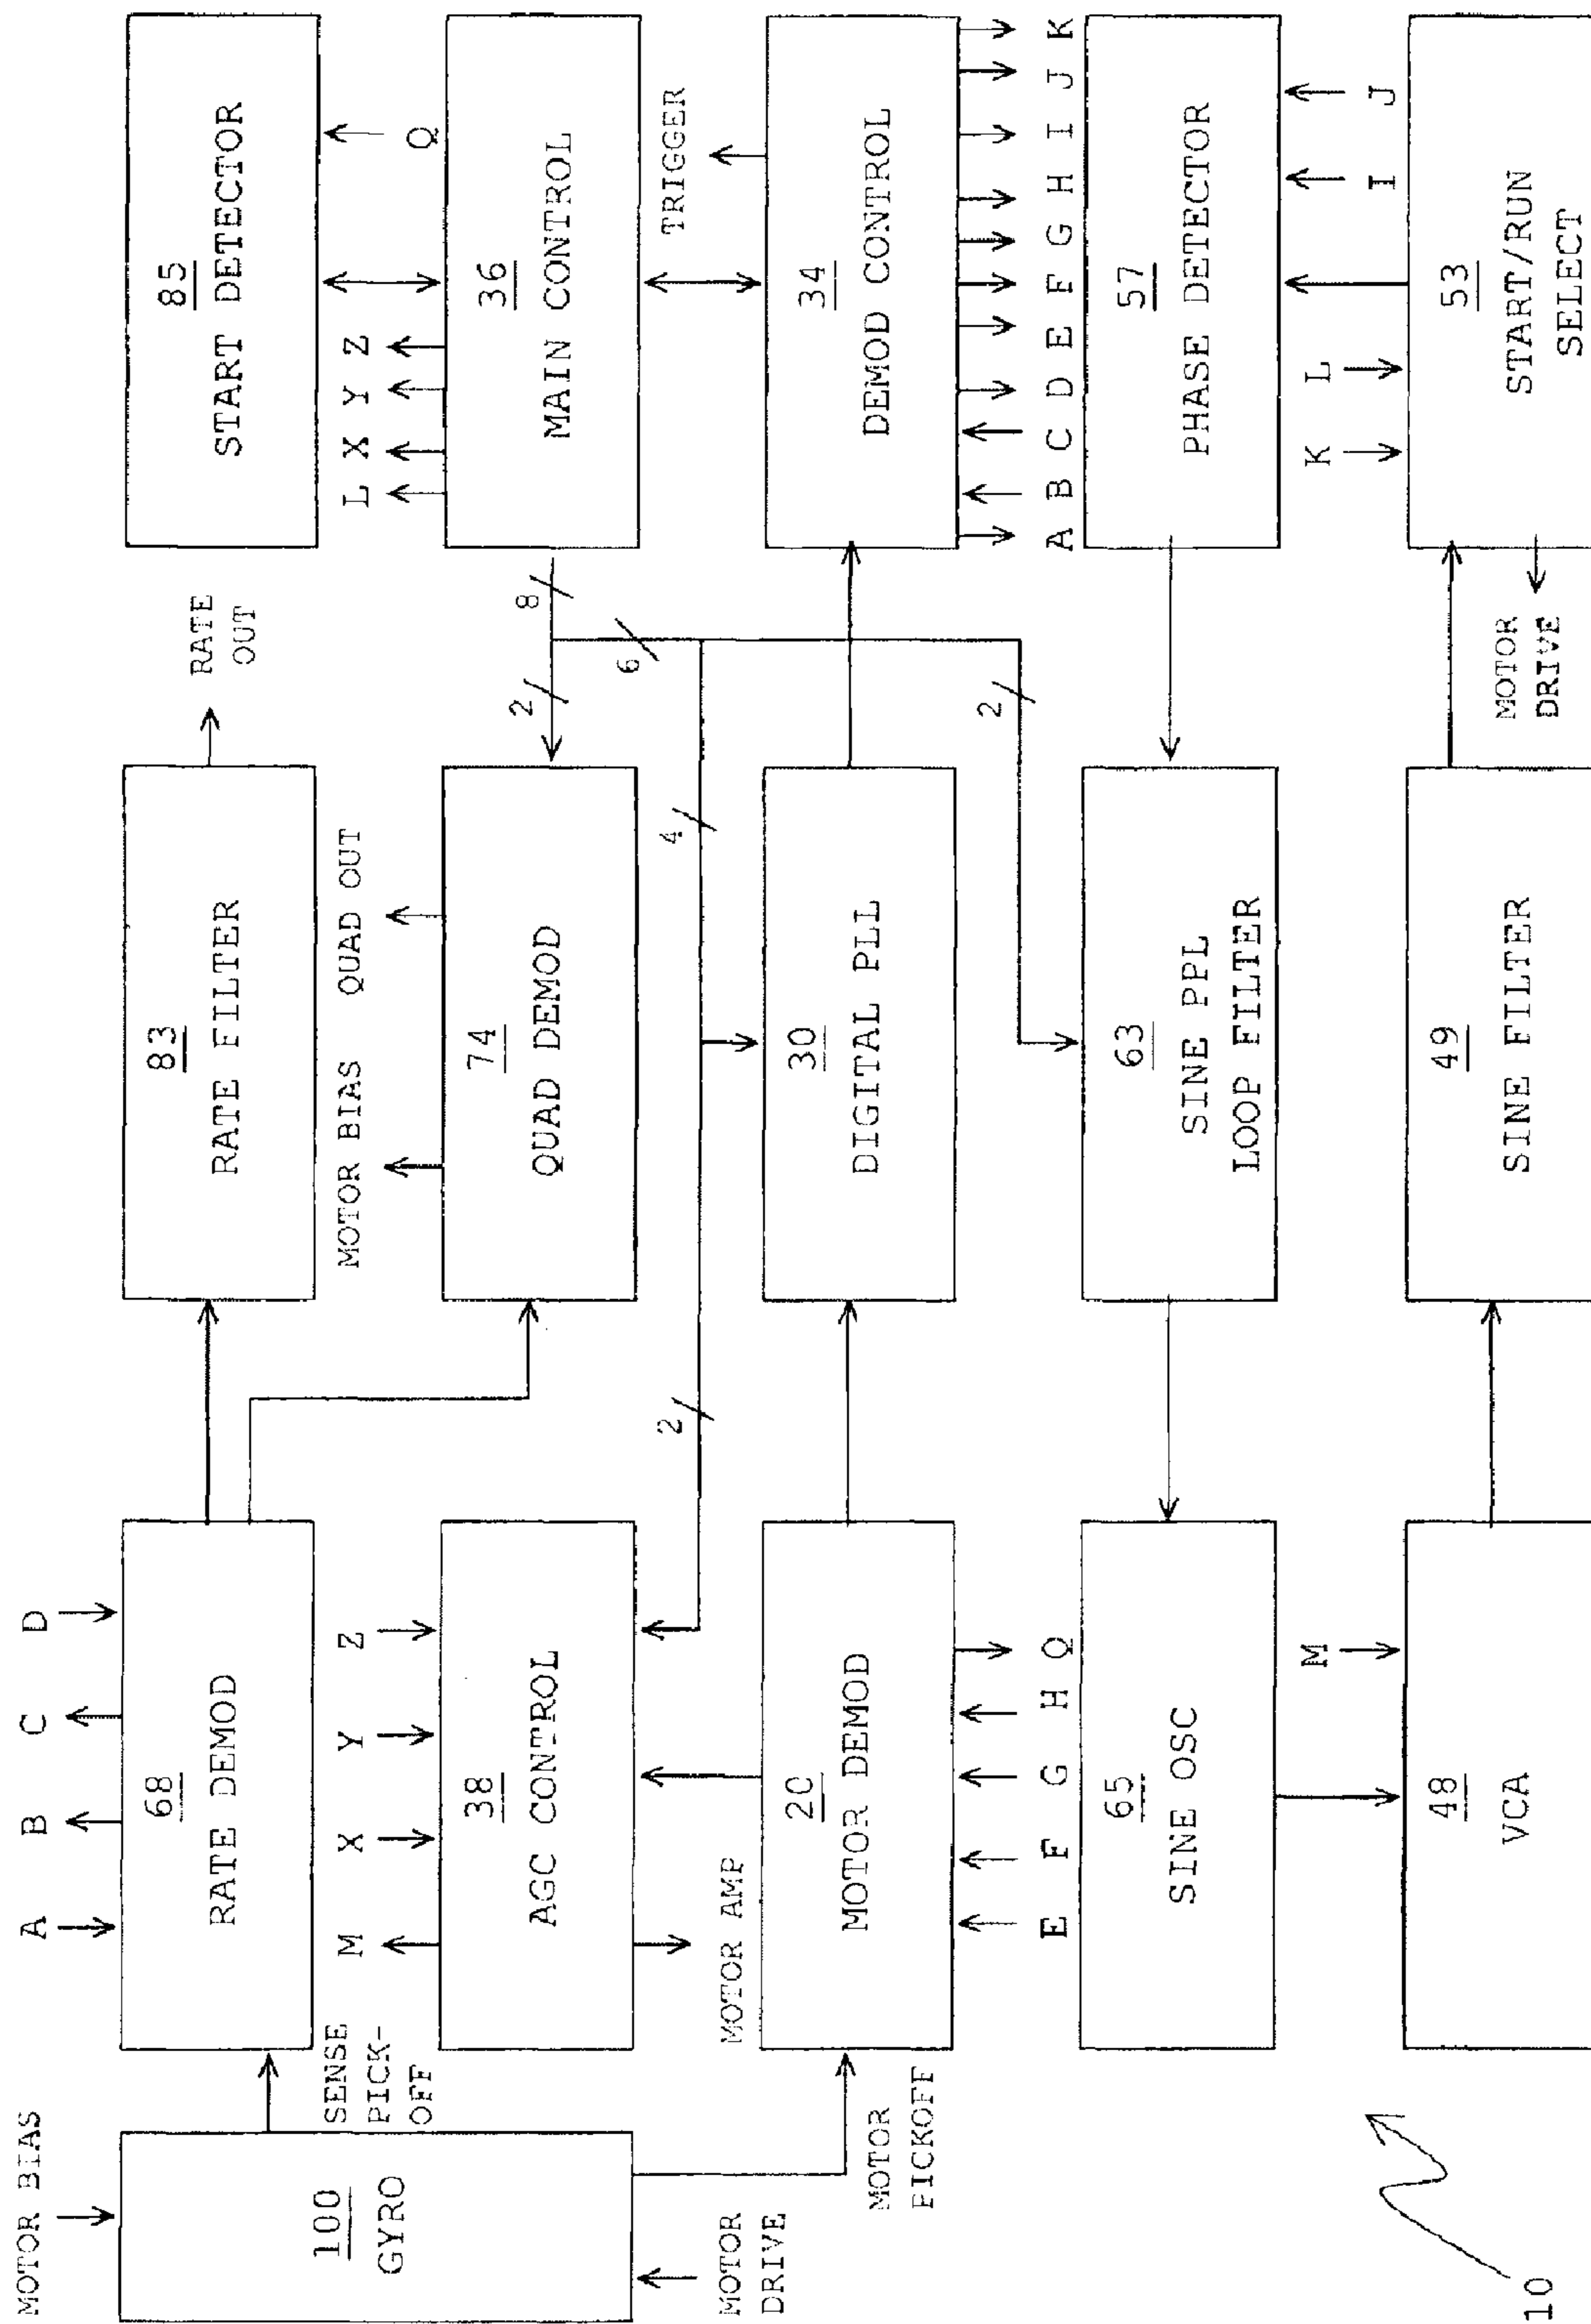 MOTOR BIAS
100
GYRO
MOTOR
DRIVE
SENSE
PICK-
OFF
MOTOR
PICKOFF
A B C D
68
RATE DEMOD
M X Y Z
38
AGC CONTROL
MOTOR AMP
20
MOTOR DEMOD
E F G H Q
65
SINE OSC
M
48
VCA
83
RATE FILTER
RATE
OUT
MOTOR BIAS QUAD OUT
74
QUAD DEMOD
2
8
6
4
2
2
30
DIGITAL PLL
63
SINE PPL
LOOP FILTER
49
SINE FILTER
85
START DETECTOR
L X Y Z
Q
36
MAIN CONTROL
TRIGGER
34
DEMOD CONTROL
A B C D E F G H I J K
57
PHASE DETECTOR
K L I J
53
START/RUN
SELECT
MOTOR
DRIVE
10